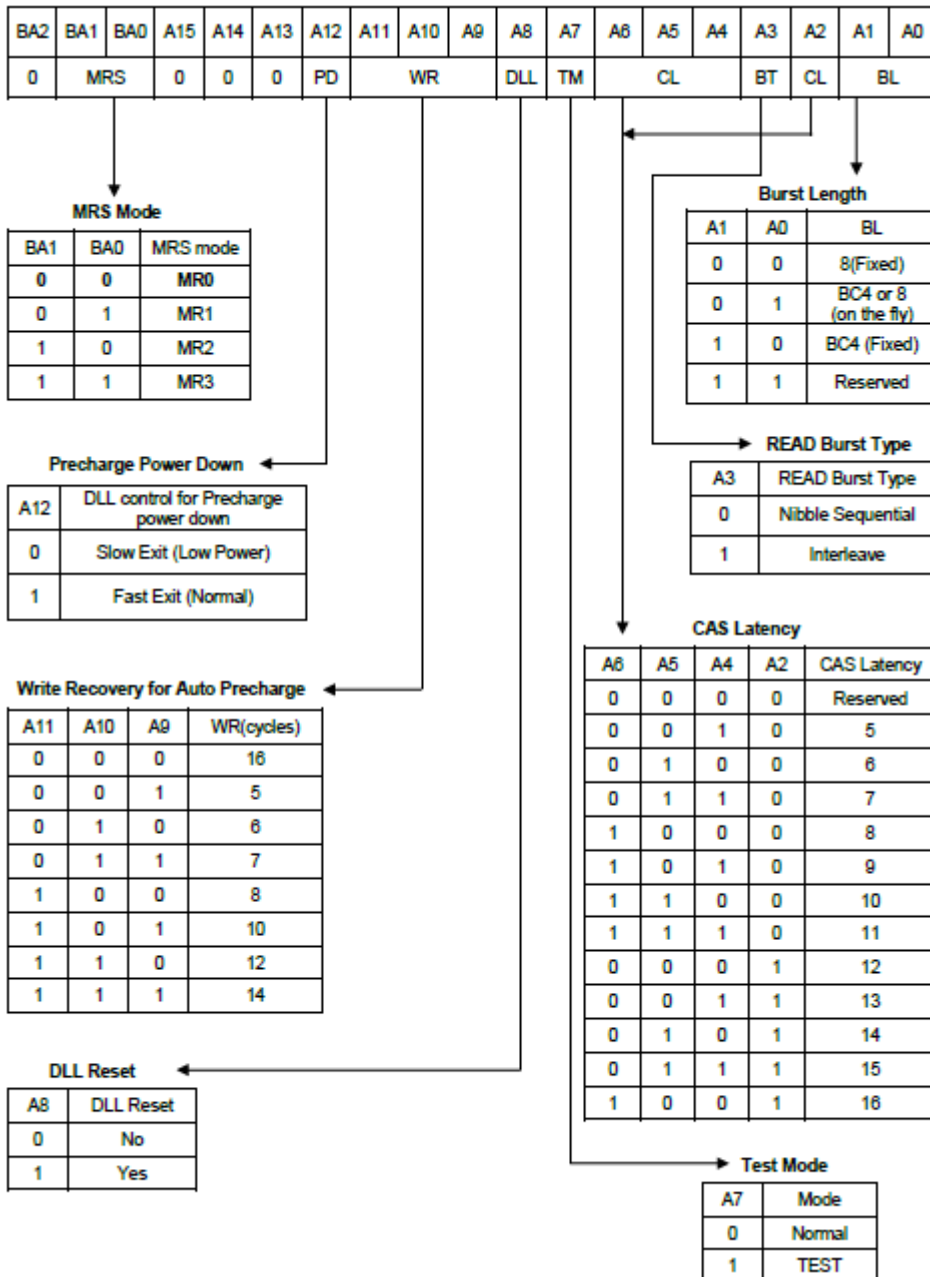 BA2 BA1 BA0 A15 A14 A13 A12 A11 A10 A9 A8 A7 A6 A5 A4 A3 A2 A1 A0
0 MRS 0 0 0 PD WR DLL TM CL BT CL BL
MRS Mode
BA1 BA0 MRS mode
0 0 MR0
0 1 MR1
1 0 MR2
1 1 MR3
Burst Length
A1 A0 BL
0 0 8(Fixed)
0 1 BC4 or 8
(on the fly)
1 0 BC4 (Fixed)
1 1 Reserved
Precharge Power Down
A12 DLL control for Precharge
power down
0 Slow Exit (Low Power)
1 Fast Exit (Normal)
READ Burst Type
A3 READ Burst Type
0 Nibble Sequential
1 Interleave
Write Recovery for Auto Precharge
A11 A10 A9 WR(cycles)
0 0 0 16
0 0 1 5
0 1 0 6
0 1 1 7
1 0 0 8
1 0 1 10
1 1 0 12
1 1 1 14
CAS Latency
A6 A5 A4 A2 CAS Latency
0 0 0 0 Reserved
0 0 1 0 5
0 1 0 0 6
0 1 1 0 7
1 0 0 0 8
1 0 1 0 9
1 1 0 0 10
1 1 1 0 11
0 0 0 1 12
0 0 1 1 13
0 1 0 1 14
0 1 1 1 15
1 0 0 1 16
DLL Reset
A8 DLL Reset
0 No
1 Yes
Test Mode
A7 Mode
0 Normal
1 TEST